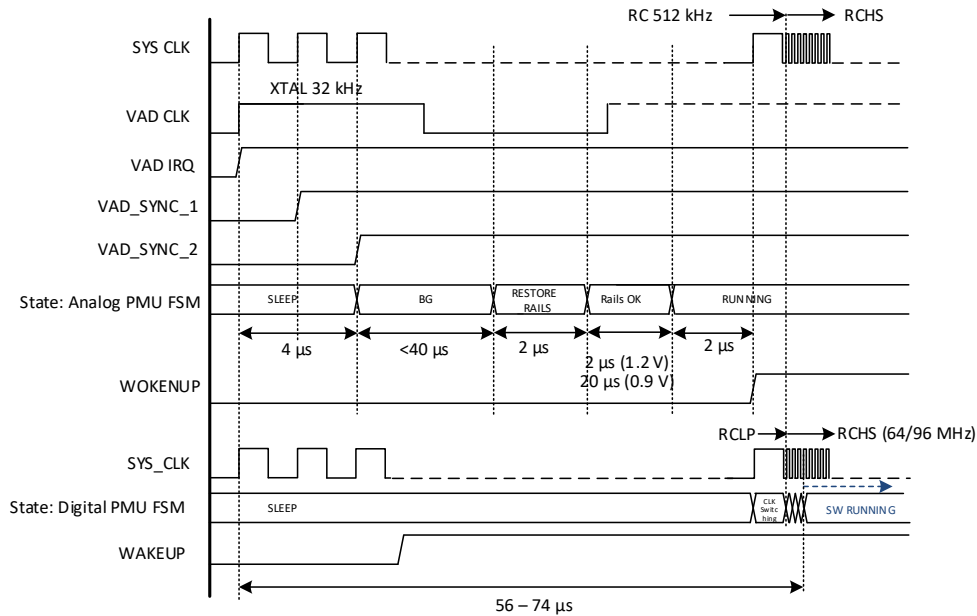 RC 512 kHz RCHS
SYS CLK
XTAL 32 kHz
VAD CLK
VAD IRQ
VAD_SYNC_1
VAD_SYNC_2
State: Analog PMU FSM SLEEP BG RESTORE RAILS Rails OK RUNNING
4 µs <40 µs 2 µs 2 µs (1.2 V) 2 µs
20 µs (0.9 V)
WOKENUP
RCLP RCHS (64/96 MHz)
SYS_CLK
State: Digital PMU FSM SLEEP CLK Switc hing SW RUNNING
WAKEUP
56 – 74 µs